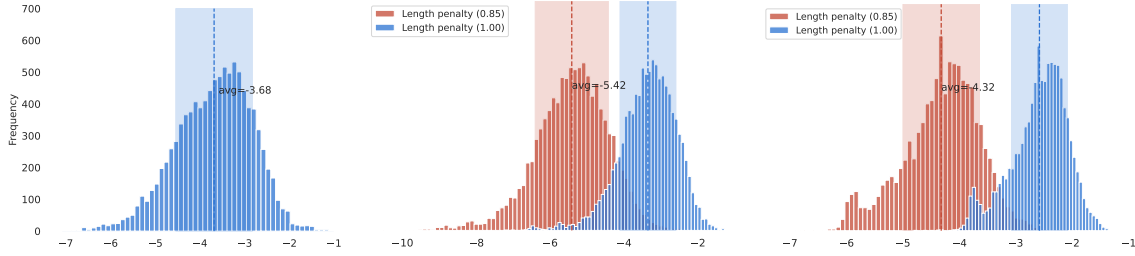 700
600
500
400
300
200
100
0
Frequency
avg=-3.68
−7 −6 −5 −4 −3 −2 −1
Length penalty (0.85)
Length penalty (1.00)
avg=-5.42
−10 −8 −6 −4 −2
Length penalty (0.85)
Length penalty (1.00)
avg=-4.32
−7 −6 −5 −4 −3 −2 −1